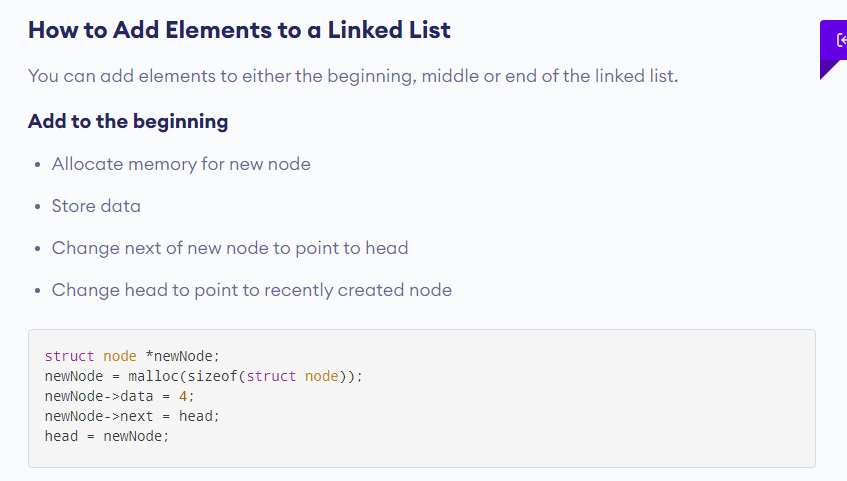 How to Add Elements to a Linked List
You can add elements to either the beginning, middle or end of the linked list.
Add to the beginning
• Allocate memory for new node
• Store data
• Change next of new node to point to head
• Change head to point to recently created node
struct node *newNode;
newNode = malloc(sizeof(struct node));
newNode->data = 4;
newNode->next = head;
head = newNode;